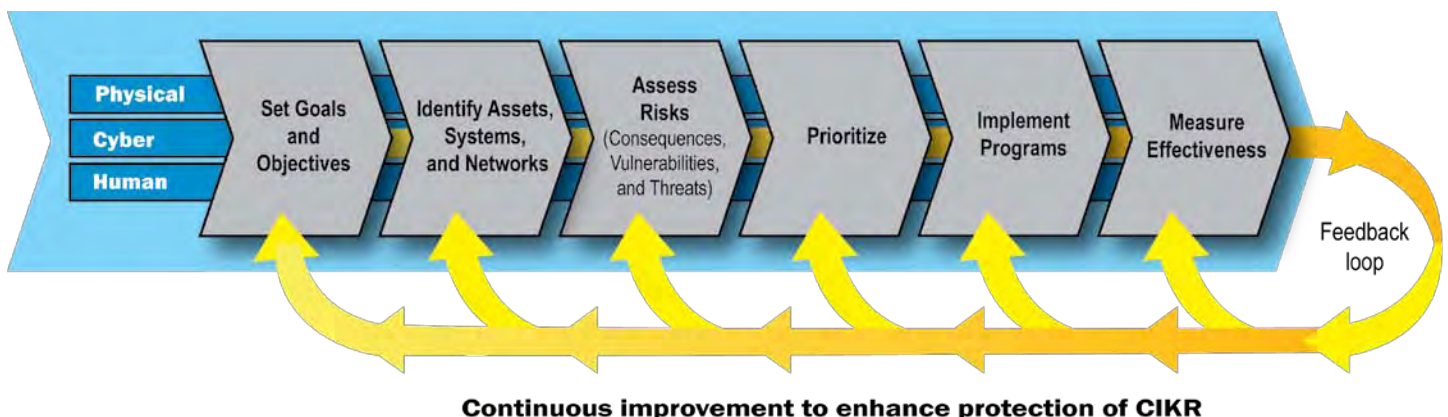 Physical
Cyber
Human
Set Goals
and
Objectives
Identify Assets,
Systems,
and Networks
Assess
Risks
(Consequences,
Vulnerabilities,
and Threats)
Prioritize
Implement
Programs
Measure
Effectiveness
Feedback
loop
Continuous improvement to enhance protection of CIKR